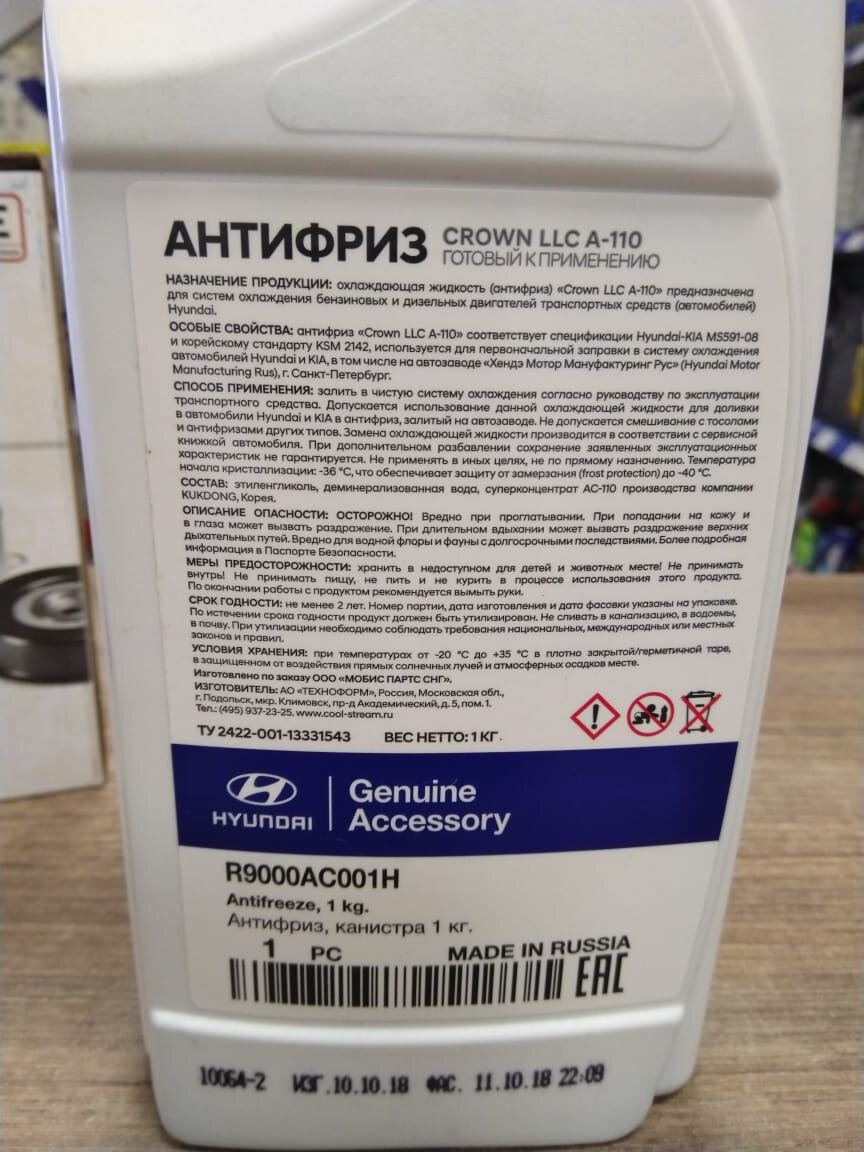 АНТИФРИЗ CROWN LLC A-110
ГОТОВЫЙ К ПРИМЕНЕНИЮ
НАЗНАЧЕНИЕ ПРОДУКЦИИ: охлаждающая жидкость (антифриз) «Crown LLC A-110» предназначена
для систем охлаждения бензиновых и дизельных двигателей транспортных средств (автомобилей)
Hyundai.
ОСОБЫЕ СВОЙСТВА: антифриз «Crown LLC A-110» соответствует спецификации Hyundai-KIA MS591-08
и корейскому стандарту KSM 2142, используется для первоначальной заправки в систему охлаждения
автомобилей Hyundai и KIA, в том числе на автозаводе «Хендэ Мотор Мануфактуринг Рус» (Hyundai Motor
Manufacturing Rus), г. Санкт-Петербург.
СПОСОБ ПРИМЕНЕНИЯ: залить в чистую систему охлаждения согласно руководству по эксплуатации
транспортного средства. Допускается использование данной охлаждающей жидкости для доливки
в автомобили Hyundai и KIA в антифриз, залитый на автозаводе. Не допускается смешивание с тосолами
и антифризами других типов. Замена охлаждающей жидкости производится в соответствии с сервисной
книжкой автомобиля. При дополнительном разбавлении сохранение заявленных эксплуатационных
характеристик не гарантируется. Не применять в иных целях, не по прямому назначению. Температура
начала кристаллизации: -36 °C, что обеспечивает защиту от замерзания (frost protection) до -40 °C.
СОСТАВ: этиленгликоль, деминерализованная вода, суперконцентрат AC-110 производства компании
KUKDONG, Корея.
ОПИСАНИЕ ОПАСНОСТИ: ОСТОРОЖНО! Вредно при проглатывании. При попадании на кожу и
в глаза может вызвать раздражение. При длительном вдыхании может вызвать раздражение верхних
дыхательных путей. Вредно для водной флоры и фауны с долгосрочными последствиями. Более подробная
информация в Паспорте Безопасности.
МЕРЫ ПРЕДОСТОРОЖНОСТИ: хранить в недоступном для детей и животных месте! Не принимать
внутрь! Не принимать пищу, не пить и не курить в процессе использования этого продукта.
По окончании работы с продуктом рекомендуется вымыть руки.
СРОК ГОДНОСТИ: не менее 2 лет. Номер партии, дата изготовления и дата фасовки указаны на упаковке.
По истечении срока годности продукт должен быть утилизирован. Не сливать в канализацию, в водоемы,
в почву. При утилизации необходимо соблюдать требования национальных, международных или местных
законов и правил.
УСЛОВИЯ ХРАНЕНИЯ: при температурах от -20 °C до +35 °C в плотно закрытой/герметичной таре,
в защищенном от воздействия прямых солнечных лучей и атмосферных осадков месте.
Изготовлено по заказу ООО «МОБИС ПАРТС СНГ».
ИЗГОТОВИТЕЛЬ: АО «ТЕХНОФОРМ», Россия, Московская обл.,
г. Подольск, мкр. Климовск, пр-д Академический, д. 5, пом. 1.
Тел.: (495) 937-23-25. www.cool-stream.ru
ТУ 2422-001-13331543 ВЕС НЕТТО: 1 КГ.
HYUNDAI
Genuine
Accessory
R9000AC001H
Antifreeze, 1 kg.
Антифриз, канистра 1 кг.
1 PC MADE IN RUSSIA
EAC
10064-2 ИЗГ.10.10.18 ФАС. 11.10.18 22:09